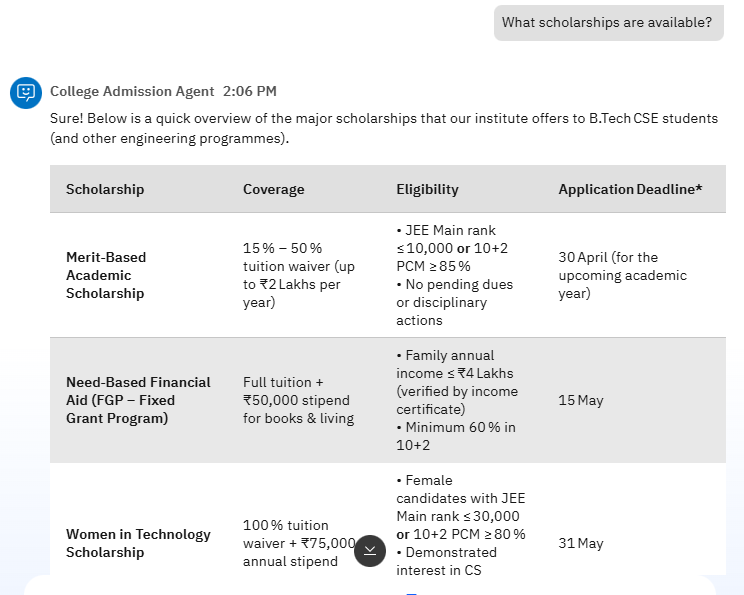 What scholarships are available?
College Admission Agent 2:06 PM
Sure! Below is a quick overview of the major scholarships that our institute offers to B.Tech CSE students
(and other engineering programmes).
Scholarship Coverage Eligibility Application Deadline*
Merit-Based
Academic
Scholarship
15 % – 50 %
tuition waiver (up
to ₹2 Lakhs per
year)
• JEE Main rank
≤ 10,000 or 10+2
PCM ≥ 85 %
• No pending dues
or disciplinary
actions
30 April (for the
upcoming academic
year)
Need-Based Financial
Aid (FGP – Fixed
Grant Program)
Full tuition +
₹50,000 stipend
for books & living
• Family annual
income ≤ ₹4 Lakhs
(verified by income
certificate)
• Minimum 60 % in
10+2
15 May
Women in Technology
Scholarship
100 % tuition
waiver + ₹75,000
annual stipend
• Female
candidates with JEE
Main rank ≤ 30,000
or 10+2 PCM ≥ 80 %
• Demonstrated
interest in CS
31 May